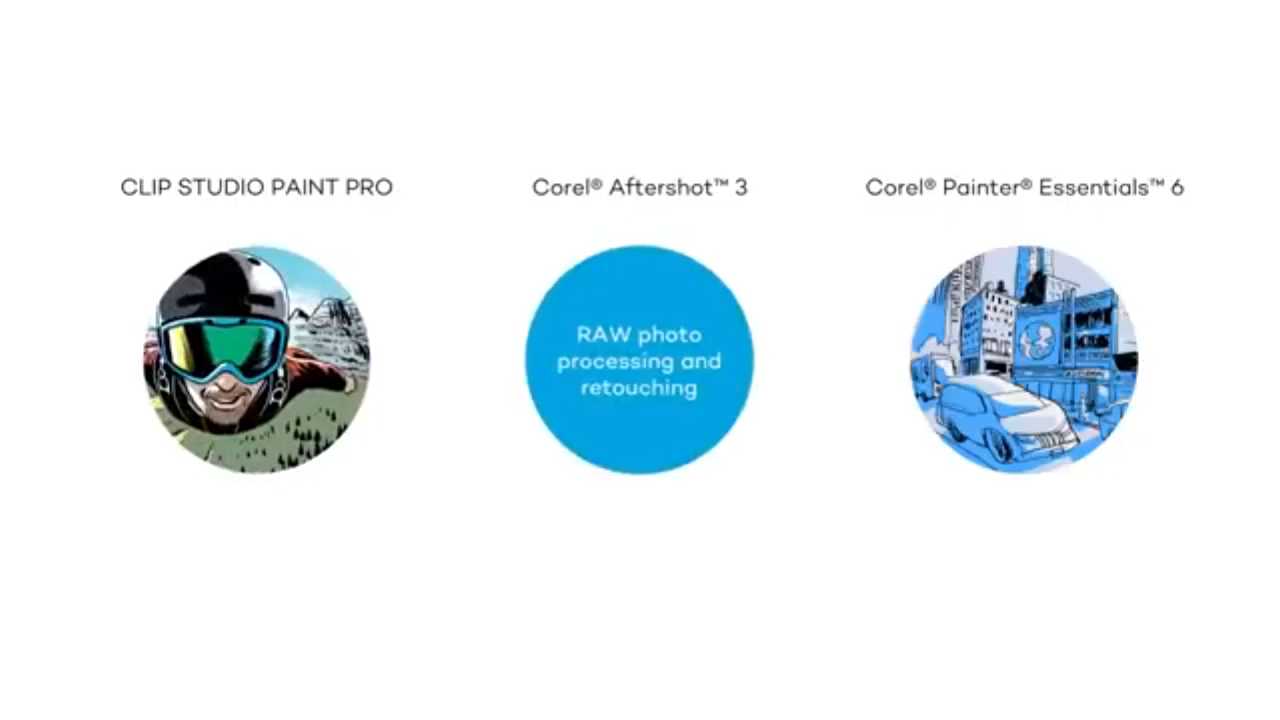 CLIP STUDIO PAINT PRO
Corel® Aftershot™ 3
Corel® Painter® Essentials™ 6
RAW photo
processing and
retouching